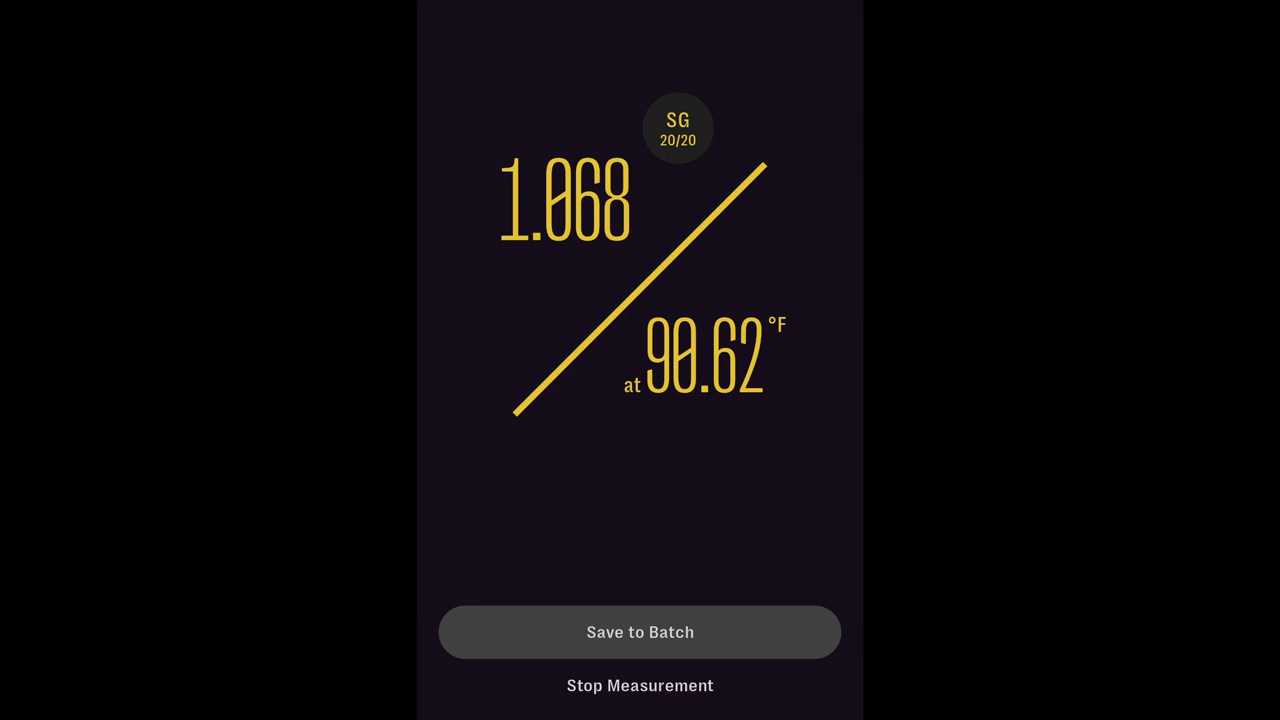 SG
20/20
1.068
at 90.62 °F
Save to Batch
Stop Measurement